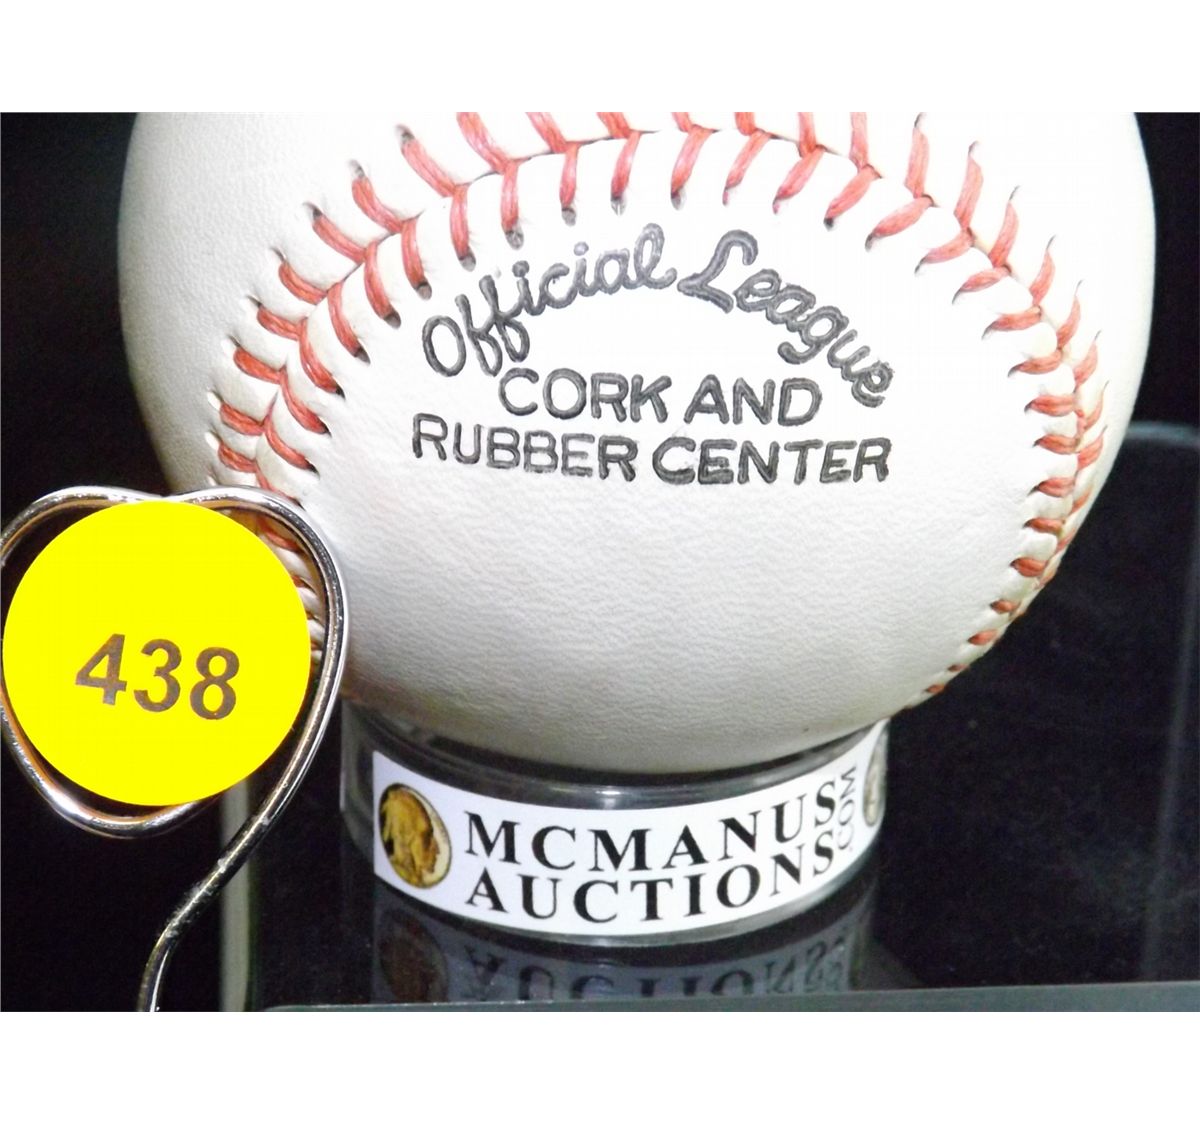 Official League
CORK AND
RUBBER CENTER
438
MCMANUS
AUCTIONS
.COM